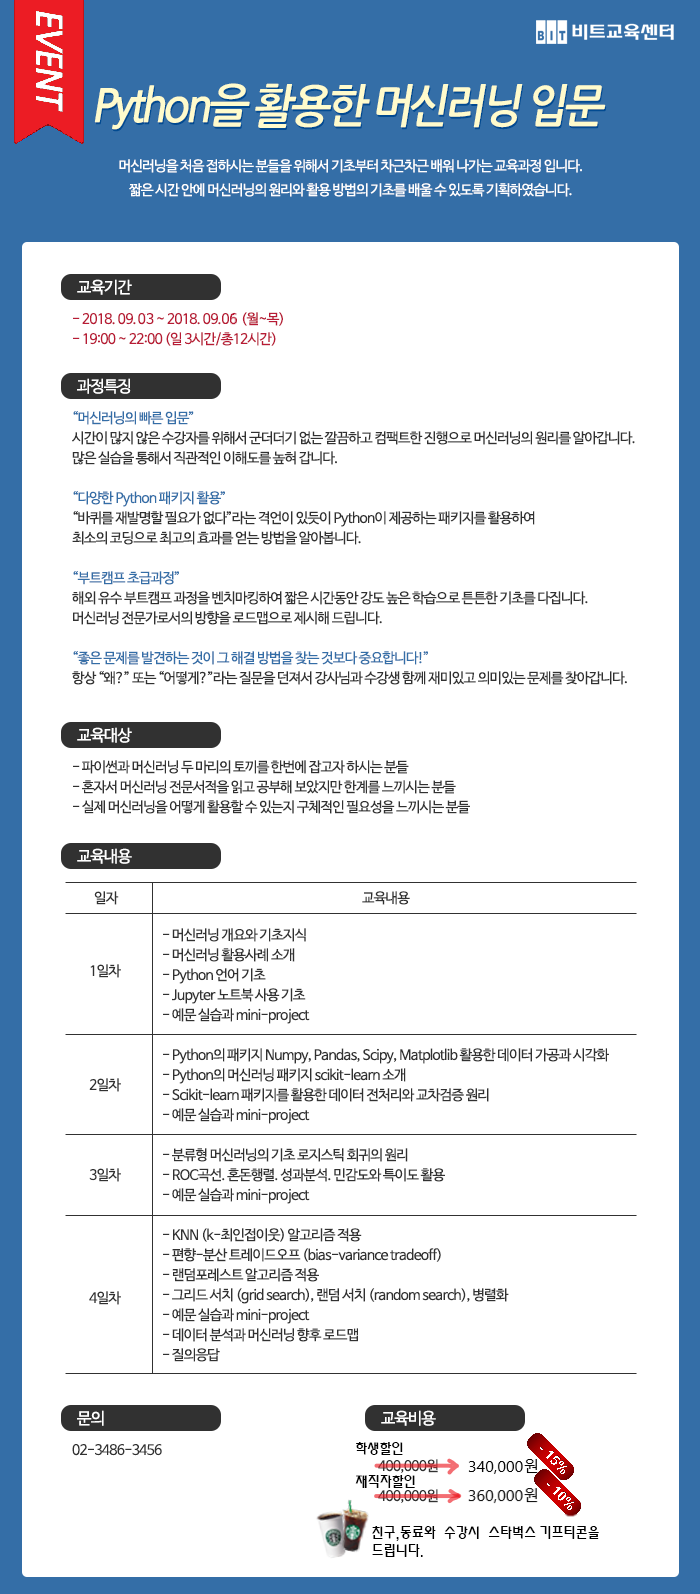 EVENT
BIT 비트교육센터
Python을 활용한 머신러닝 입문
머신러닝을 처음 접하시는 분들을 위해서 기초부터 차근차근 배워 나가는 교육과정 입니다.
짧은 시간 안에 머신러닝의 원리와 활용 방법의 기초를 배울 수 있도록 기획하였습니다.
교육기간
- 2018. 09. 03 ~ 2018. 09.06 (월~목)
- 19:00 ~ 22:00 (일 3시간/총12시간)
과정특징
“머신러닝의 빠른 입문”
시간이 많지 않은 수강자를 위해서 군더더기 없는 깔끔하고 컴팩트한 진행으로 머신러닝의 원리를 알아갑니다.
많은 실습을 통해서 직관적인 이해도를 높혀 갑니다.
“다양한 Python 패키지 활용”
“바퀴를 재발명할 필요가 없다”라는 격언이 있듯이 Python이 제공하는 패키지를 활용하여
최소의 코딩으로 최고의 효과를 얻는 방법을 알아봅니다.
“부트캠프 초급과정”
해외 유수 부트캠프 과정을 벤치마킹하여 짧은 시간동안 강도 높은 학습으로 튼튼한 기초를 다집니다.
머신러닝 전문가로서의 방향을 로드맵으로 제시해 드립니다.
“좋은 문제를 발견하는 것이 그 해결 방법을 찾는 것보다 중요합니다!”
항상 “왜?” 또는 “어떻게?”라는 질문을 던져서 강사님과 수강생 함께 재미있고 의미있는 문제를 찾아갑니다.
교육대상
- 파이썬과 머신러닝 두 마리의 토끼를 한번에 잡고자 하시는 분들
- 혼자서 머신러닝 전문서적을 읽고 공부해 보았지만 한계를 느끼시는 분들
- 실제 머신러닝을 어떻게 활용할 수 있는지 구체적인 필요성을 느끼시는 분들
교육내용
일자 교육내용
1일차
- 머신러닝 개요와 기초지식
- 머신러닝 활용사례 소개
- Python 언어 기초
- Jupyter 노트북 사용 기초
- 예문 실습과 mini-project
2일차
- Python의 패키지 Numpy, Pandas, Scipy, Matplotlib 활용한 데이터 가공과 시각화
- Python의 머신러닝 패키지 scikit-learn 소개
- Scikit-learn 패키지를 활용한 데이터 전처리와 교차검증 원리
- 예문 실습과 mini-project
3일차
- 분류형 머신러닝의 기초 로지스틱 회귀의 원리
- ROC곡선. 혼돈행렬. 성과분석. 민감도와 특이도 활용
- 예문 실습과 mini-project
4일차
- KNN (k-최인접이웃) 알고리즘 적용
- 편향-분산 트레이드오프 (bias-variance tradeoff)
- 랜덤포레스트 알고리즘 적용
- 그리드 서치 (grid search), 랜덤 서치 (random search), 병렬화
- 예문 실습과 mini-project
- 데이터 분석과 머신러닝 향후 로드맵
- 질의응답
문의
02-3486-3456
교육비용
학생할인
400,000원 340,000원 - 15%
재직자할인
400,000원 360,000원 - 10%
친구,동료와 수강시 스타벅스 기프티콘을
드립니다.